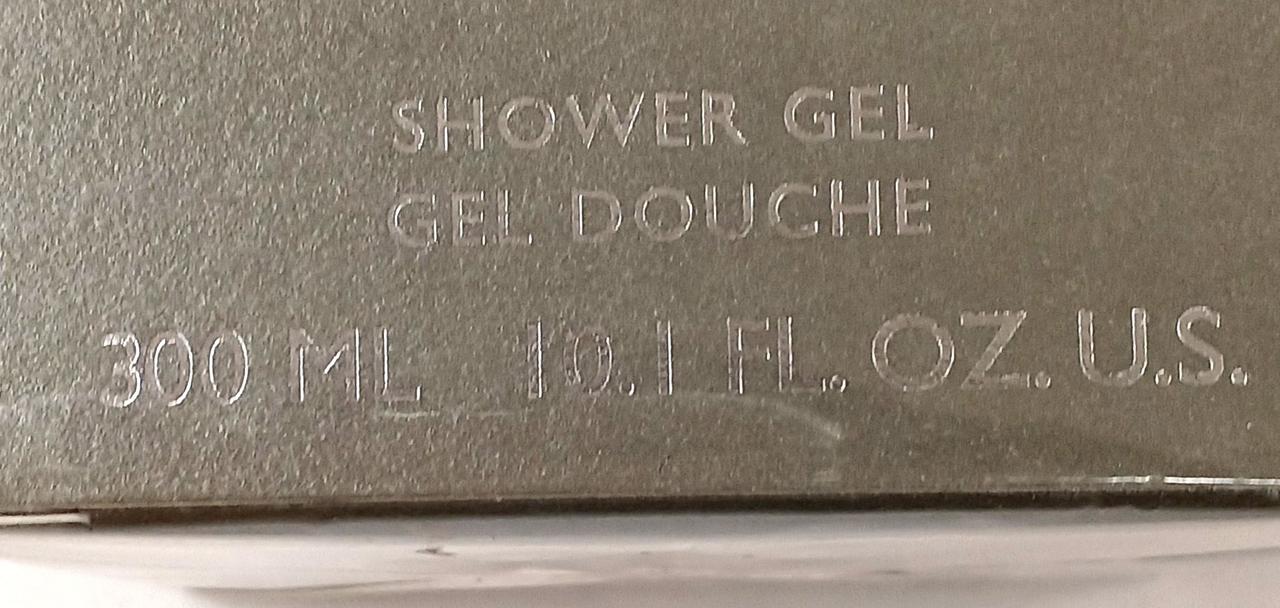 SHOWER GEL
GEL DOUCHE
300 ML 10.1 FL. OZ. U.S.